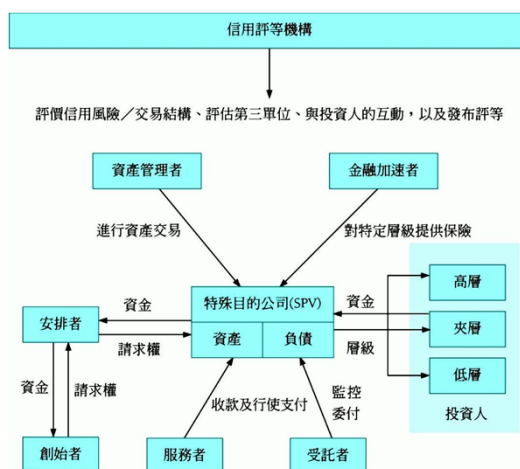 信用評等機構
評價信用風險／交易結構、評估第三單位、與投資人的互動，以及發布評等
資產管理者
金融加速者
進行資產交易
對特定層級提供保險
特殊目的公司(SPV)
資產
負債
安排者
資金
請求權
資金
請求權
創始者
資金
層級
高層
夾層
低層
投資人
收款及行使支付
監控
委付
服務者
受託者